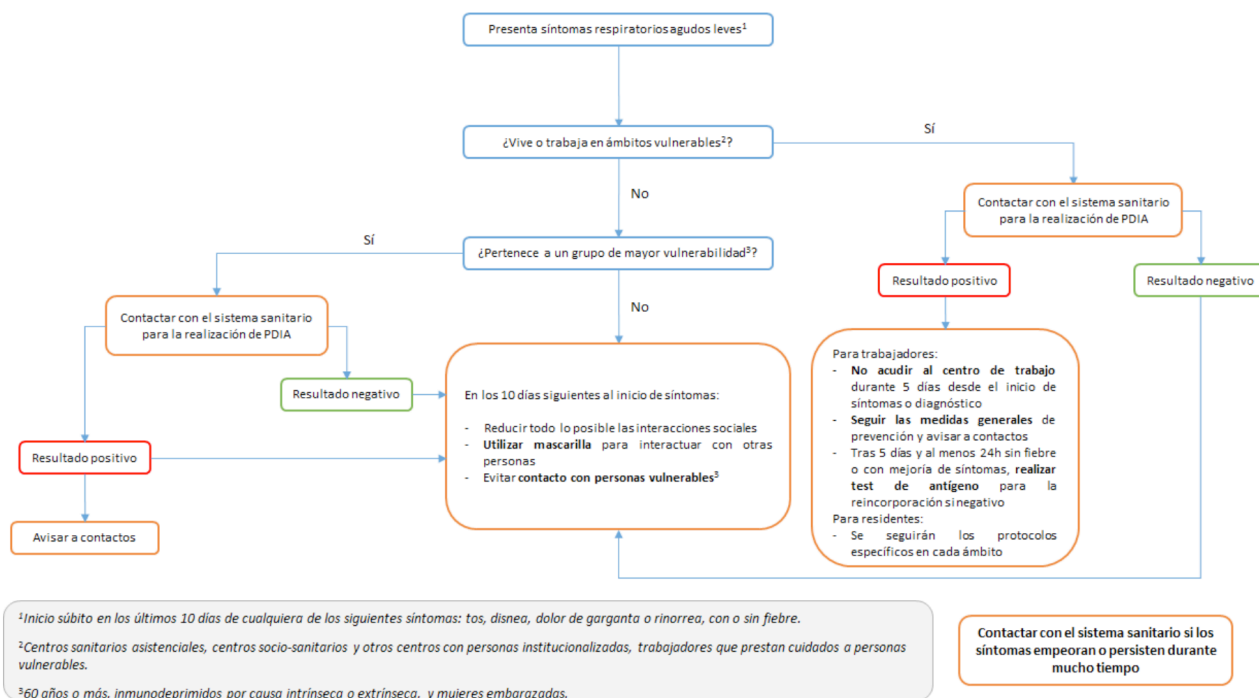 Presenta síntomas respiratorios agudos leves¹
Sí
¿Vive o trabaja en ámbitos vulnerables²?
No
Contactar con el sistema sanitario
para la realización de PDIA
Sí
¿Pertenece a un grupo de mayor vulnerabilidad³?
Resultado positivo
Resultado negativo
No
Contactar con el sistema sanitario
para la realización de PDIA
Resultado negativo
Resultado positivo
Avisar a contactos
En los 10 días siguientes al inicio de síntomas:
- Reducir todo lo posible las interacciones sociales
- Utilizar mascarilla para interactuar con otras
personas
- Evitar contacto con personas vulnerables³
Para trabajadores:
- No acudir al centro de trabajo
durante 5 días desde el inicio de
síntomas o diagnóstico
- Seguir las medidas generales de
prevención y avisar a contactos
- Tras 5 días y al menos 24h sin fiebre
o con mejoría de síntomas, realizar
test de antígeno para la
reincorporación si negativo
Para residentes:
- Se seguirán los protocolos
específicos en cada ámbito
¹Inicio súbito en los últimos 10 días de cualquiera de los siguientes síntomas: tos, disnea, dolor de garganta o rinorrea, con o sin fiebre.
²Centros sanitarios asistenciales, centros socio-sanitarios y otros centros con personas institucionalizadas, trabajadores que prestan cuidados a personas
vulnerables.
³60 años o más, inmunodeprimidos por causa intrínseca o extrínseca, y mujeres embarazadas.
Contactar con el sistema sanitario si los
síntomas empeoran o persisten durante
mucho tiempo